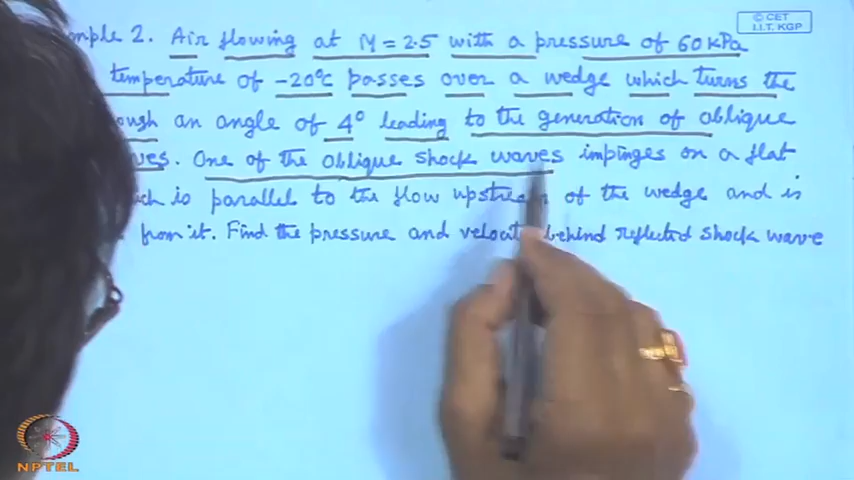 mple 2. Air flowing at M = 2.5 with a pressure of 60 kPa
temperature of -20°C passes over a wedge which turns the
ough an angle of 4° leading to the generation of oblique
ves. One of the oblique shock waves impinges on a flat
ch is parallel to the flow upstream of the wedge and is
from it. Find the pressure and velocity behind reflected shock wave
© CET
I.I.T. KGP
NPTEL